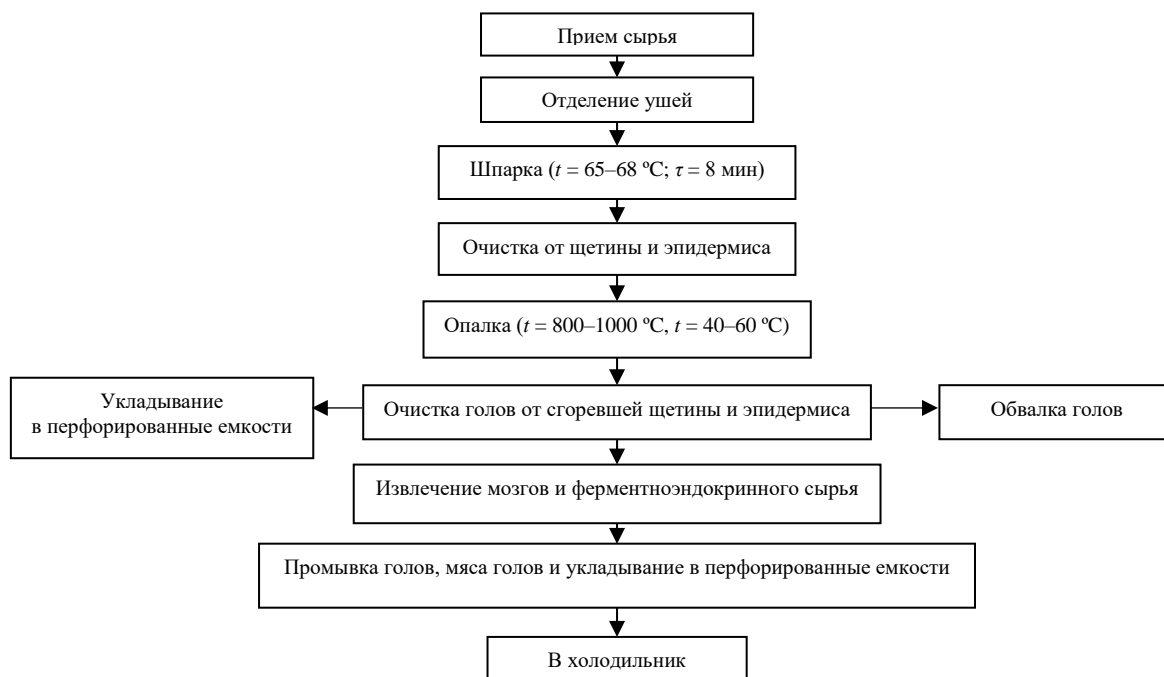 Прием сырья
Отделение ушей
Шпарка (t = 65–68 ºС; τ = 8 мин)
Очистка от щетины и эпидермиса
Опалка (t = 800–1000 ºС, t = 40–60 ºС)
Укладывание
в перфорированные емкости
Очистка голов от сгоревшей щетины и эпидермиса
Обвалка голов
Извлечение мозгов и ферментноэндокринного сырья
Промывка голов, мяса голов и укладывание в перфорированные емкости
В холодильник